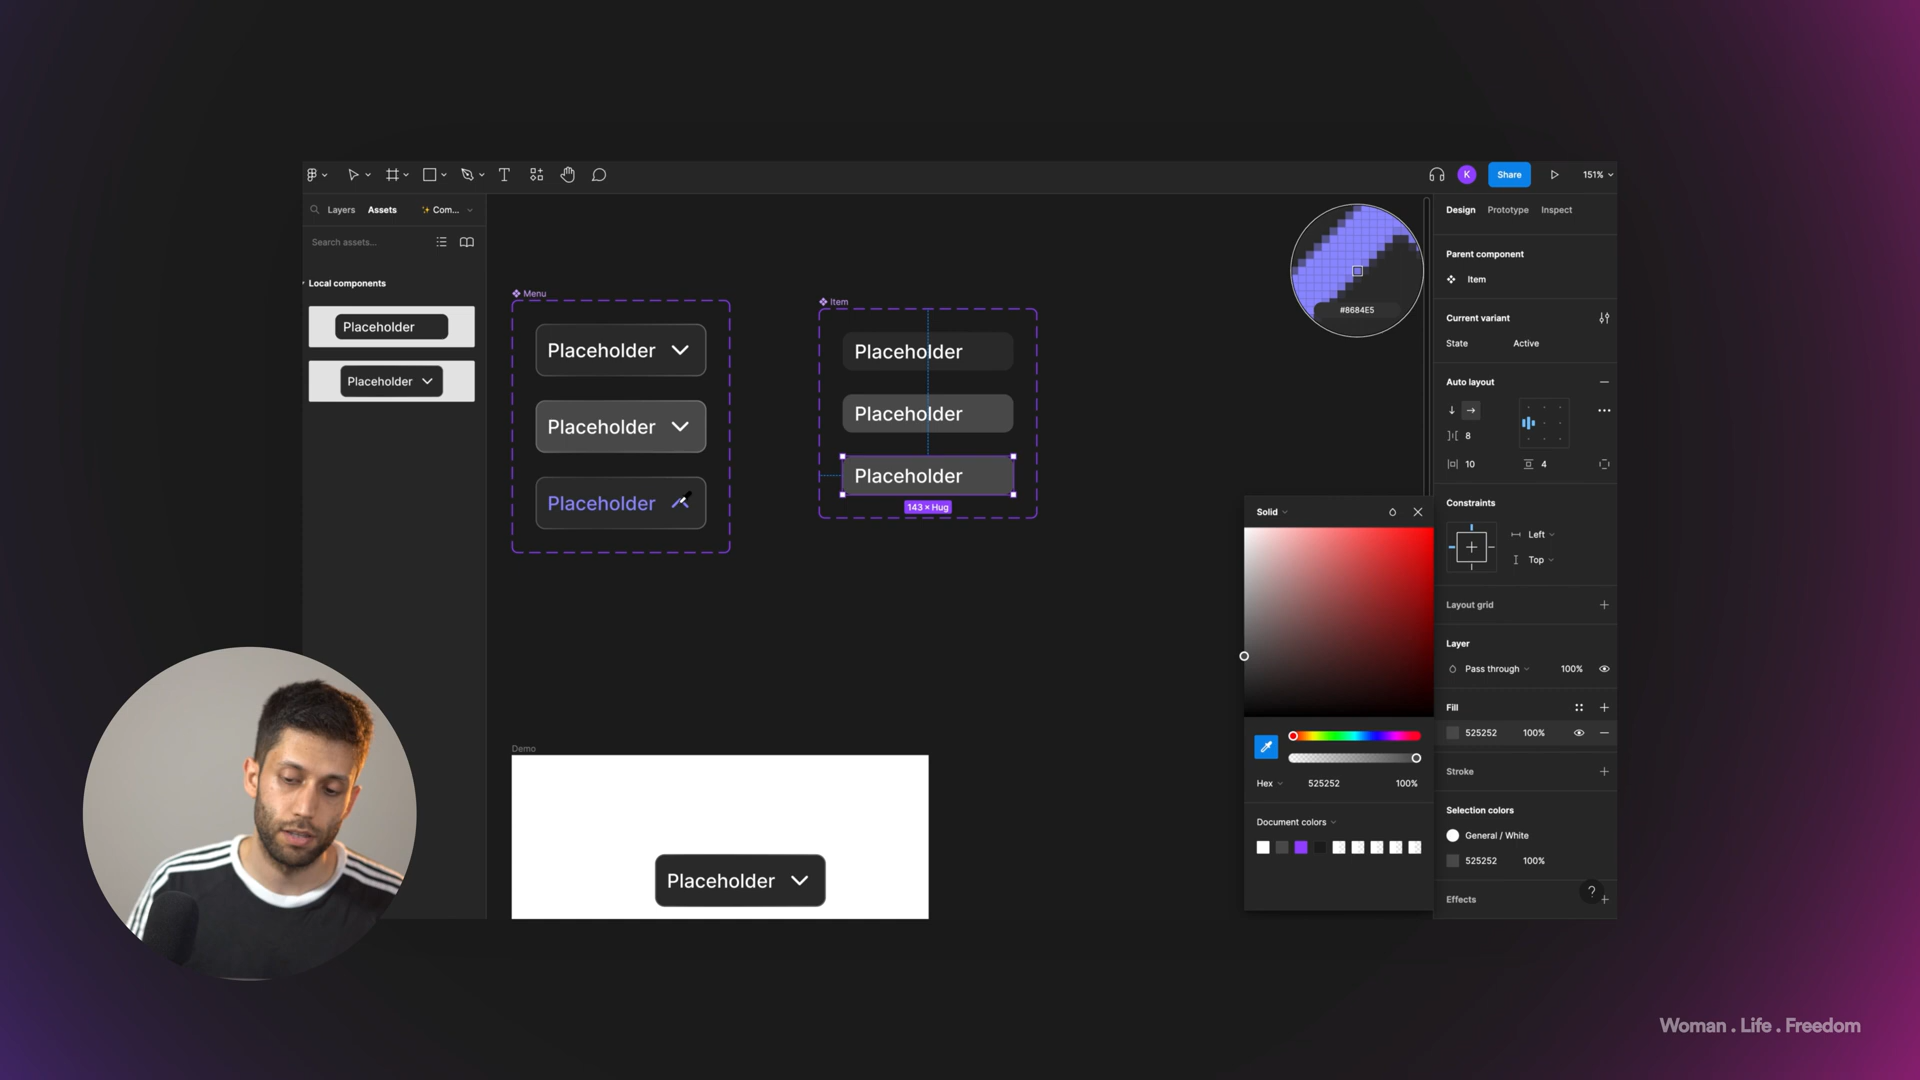 Share
151%
K
Layers
Assets
Com...
Search assets...
Local components
Placeholder
Placeholder
Menu
Placeholder
Placeholder
Placeholder
Item
Placeholder
Placeholder
Placeholder
143 × Hug
#8684E5
Demo
Placeholder
Design
Prototype
Inspect
Parent component
Item
Current variant
State
Active
Auto layout
8
10
4
Constraints
Left
Top
Layout grid
Layer
Pass through
100%
Fill
525252
100%
Stroke
Selection colors
General / White
525252
100%
Effects
?
Solid
Hex
525252
100%
Document colors
Woman . Life . Freedom